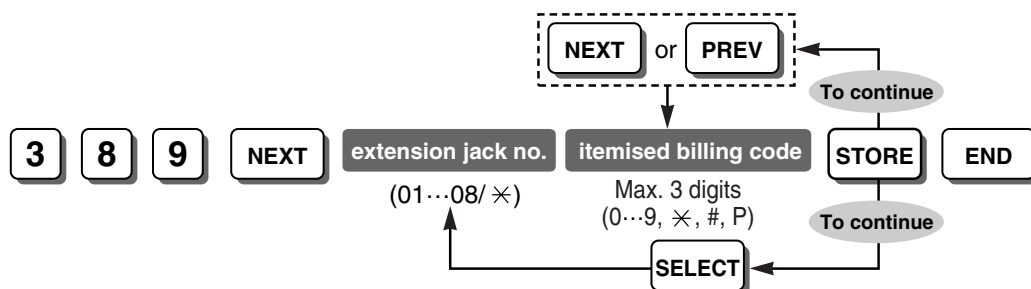 NEXT or PREV
To continue
3 8 9 NEXT extension jack no. itemised billing code STORE END
(01···08/ ✳) Max. 3 digits
(0···9, ✳, #, P)
To continue
SELECT